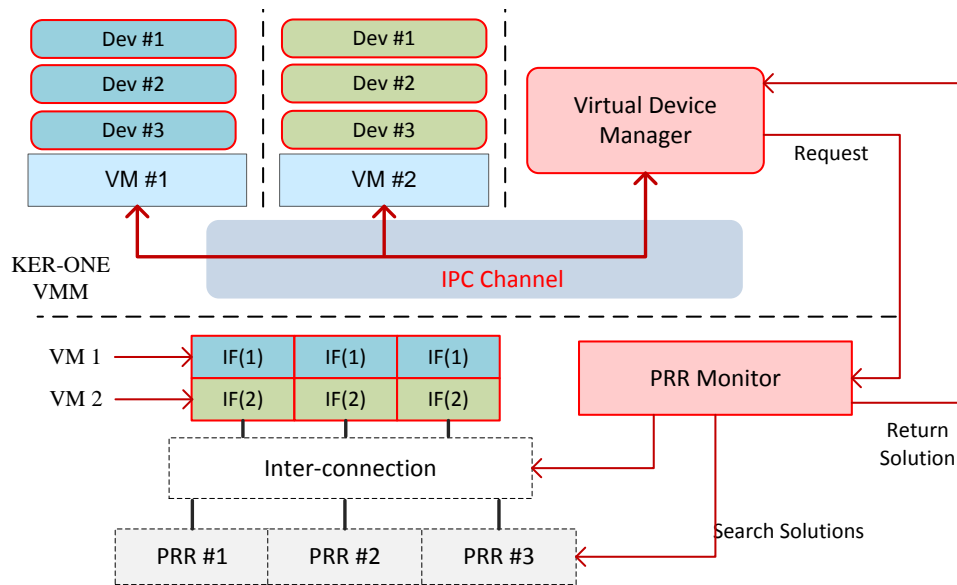 Dev #1
Dev #2
Dev #3
VM #1
Dev #1
Dev #2
Dev #3
VM #2
Virtual Device
Manager
Request
KER-ONE
VMM
IPC Channel
VM 1
IF(1)
IF(1)
IF(1)
VM 2
IF(2)
IF(2)
IF(2)
PRR Monitor
Return
Solution
Inter-connection
Search Solutions
PRR #1
PRR #2
PRR #3